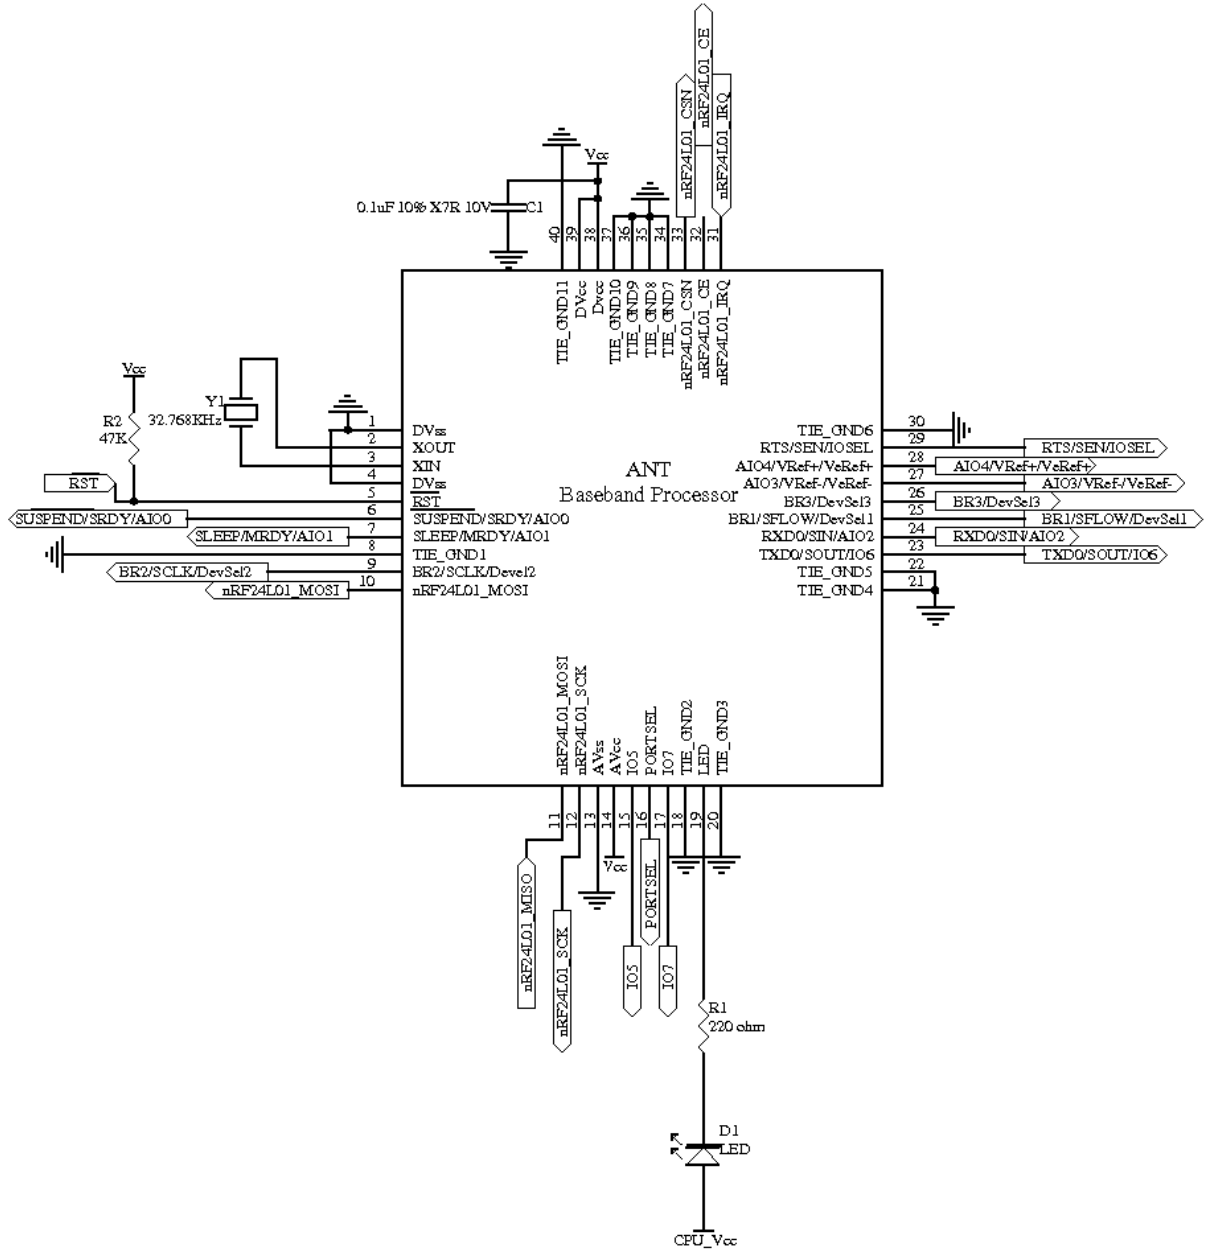 nRF24L01_CSN
nRF24L01_CE
nRF24L01_IRQ
Vcc
0.1uF 10% X7R 10V
C1
40
39
38
37
36
35
34
33
32
31
TIE_GND11
DVcc
Dvcc
TIE_GND10
TIE_GND9
TIE_GND8
TIE_GND7
nRF24L01_CSN
nRF24L01_CE
nRF24L01_IRQ
Vcc
R2
47K
Y1
32.768KHz
RST
SUSPEND/SRDY/AIO0
SLEEP/MRDY/AIO1
BR2/SCLK/DevSel2
nRF24L01_MOSI
1
2
3
4
5
6
7
8
9
10
DVss
XOUT
XIN
DVss
RST
SUSPEND/SRDY/AIO0
SLEEP/MRDY/AIO1
TIE_GND1
BR2/SCLK/Devel2
nRF24L01_MOSI
ANT
Baseband Processor
TIE_GND6
RTS/SEN/IOSEL
AIO4/VRef+/VeRef+
AIO3/VRef-/VeRef-
BR3/DevSel3
BR1/SFLOW/DevSel1
RXD0/SIN/AIO2
TXD0/SOUT/IO6
TIE_GND5
TIE_GND4
30
29
28
27
26
25
24
23
22
21
RTS/SEN/IOSEL
AIO4/VRef+/VeRef+
AIO3/VRef-/VeRef-
BR3/DevSel3
BR1/SFLOW/DevSel1
RXD0/SIN/AIO2
TXD0/SOUT/IO6
nRF24L01_MOSI
nRF24L01_SCK
AVss
AVcc
IO5
PORTSEL
IO7
TIE_GND2
LED
TIE_GND3
11
12
13
14
15
16
17
18
19
20
Vcc
nRF24L01_MISO
nRF24L01_SCK
IO5
PORTSEL
IO7
R1
220 ohm
D1
LED
CPU_Vcc